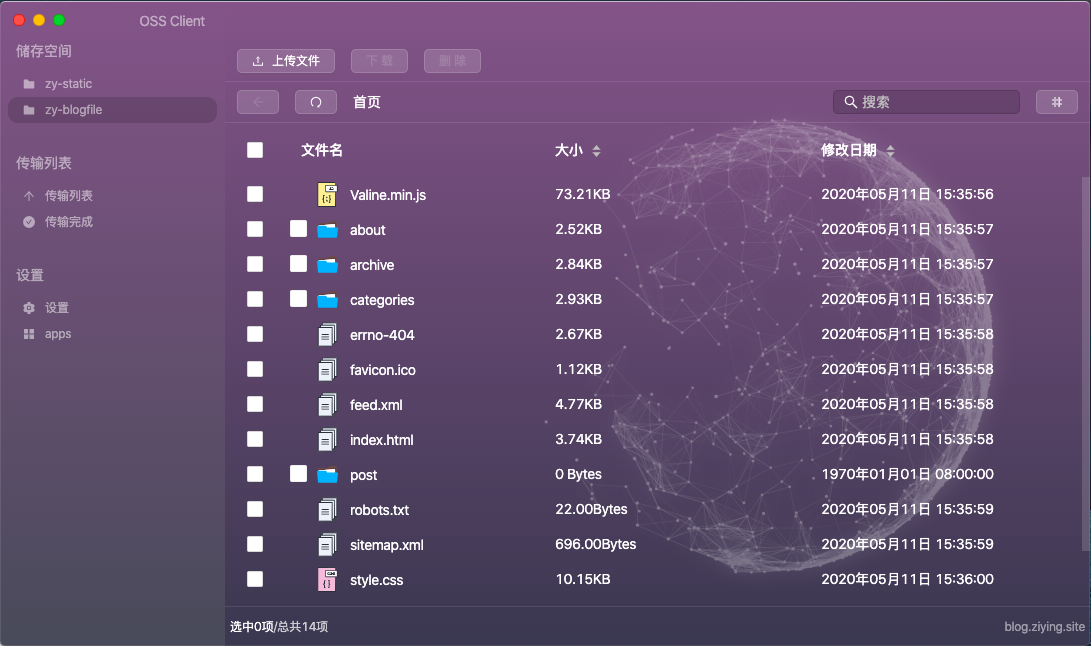 OSS Client
储存空间
zy-static
zy-blogfile
传输列表
传输列表
传输完成
设置
设置
apps
上传文件 下载 删除
首页 搜索
文件名 大小 修改日期
Valine.min.js 73.21KB 2020年05月11日 15:35:56
about 2.52KB 2020年05月11日 15:35:57
archive 2.84KB 2020年05月11日 15:35:57
categories 2.93KB 2020年05月11日 15:35:57
errno-404 2.67KB 2020年05月11日 15:35:58
favicon.ico 1.12KB 2020年05月11日 15:35:58
feed.xml 4.77KB 2020年05月11日 15:35:58
index.html 3.74KB 2020年05月11日 15:35:58
post 0 Bytes 1970年01月01日 08:00:00
robots.txt 22.00Bytes 2020年05月11日 15:35:59
sitemap.xml 696.00Bytes 2020年05月11日 15:35:59
style.css 10.15KB 2020年05月11日 15:36:00
选中0项/总共14项 blog.ziying.site